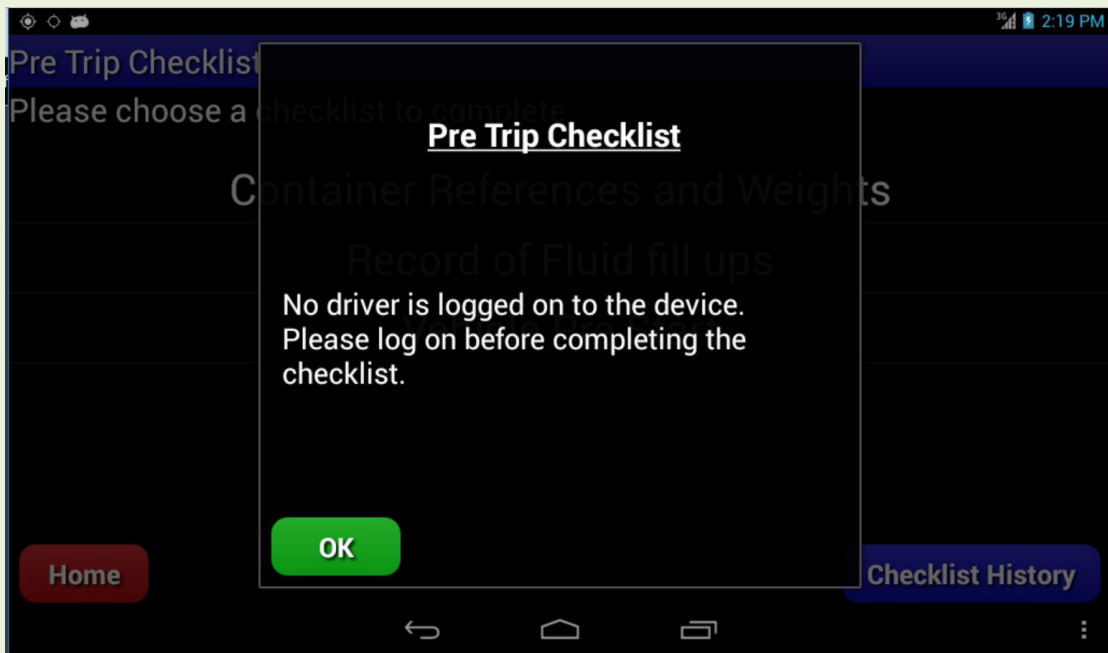 3G 2:19 PM
Pre Trip Checklist
Please choose a checklist to complete:
Pre Trip Checklist
Container References and Weights
Record of Fluid fill ups
No driver is logged on to the device.
Please log on before completing the
checklist.
OK
Home
Checklist History